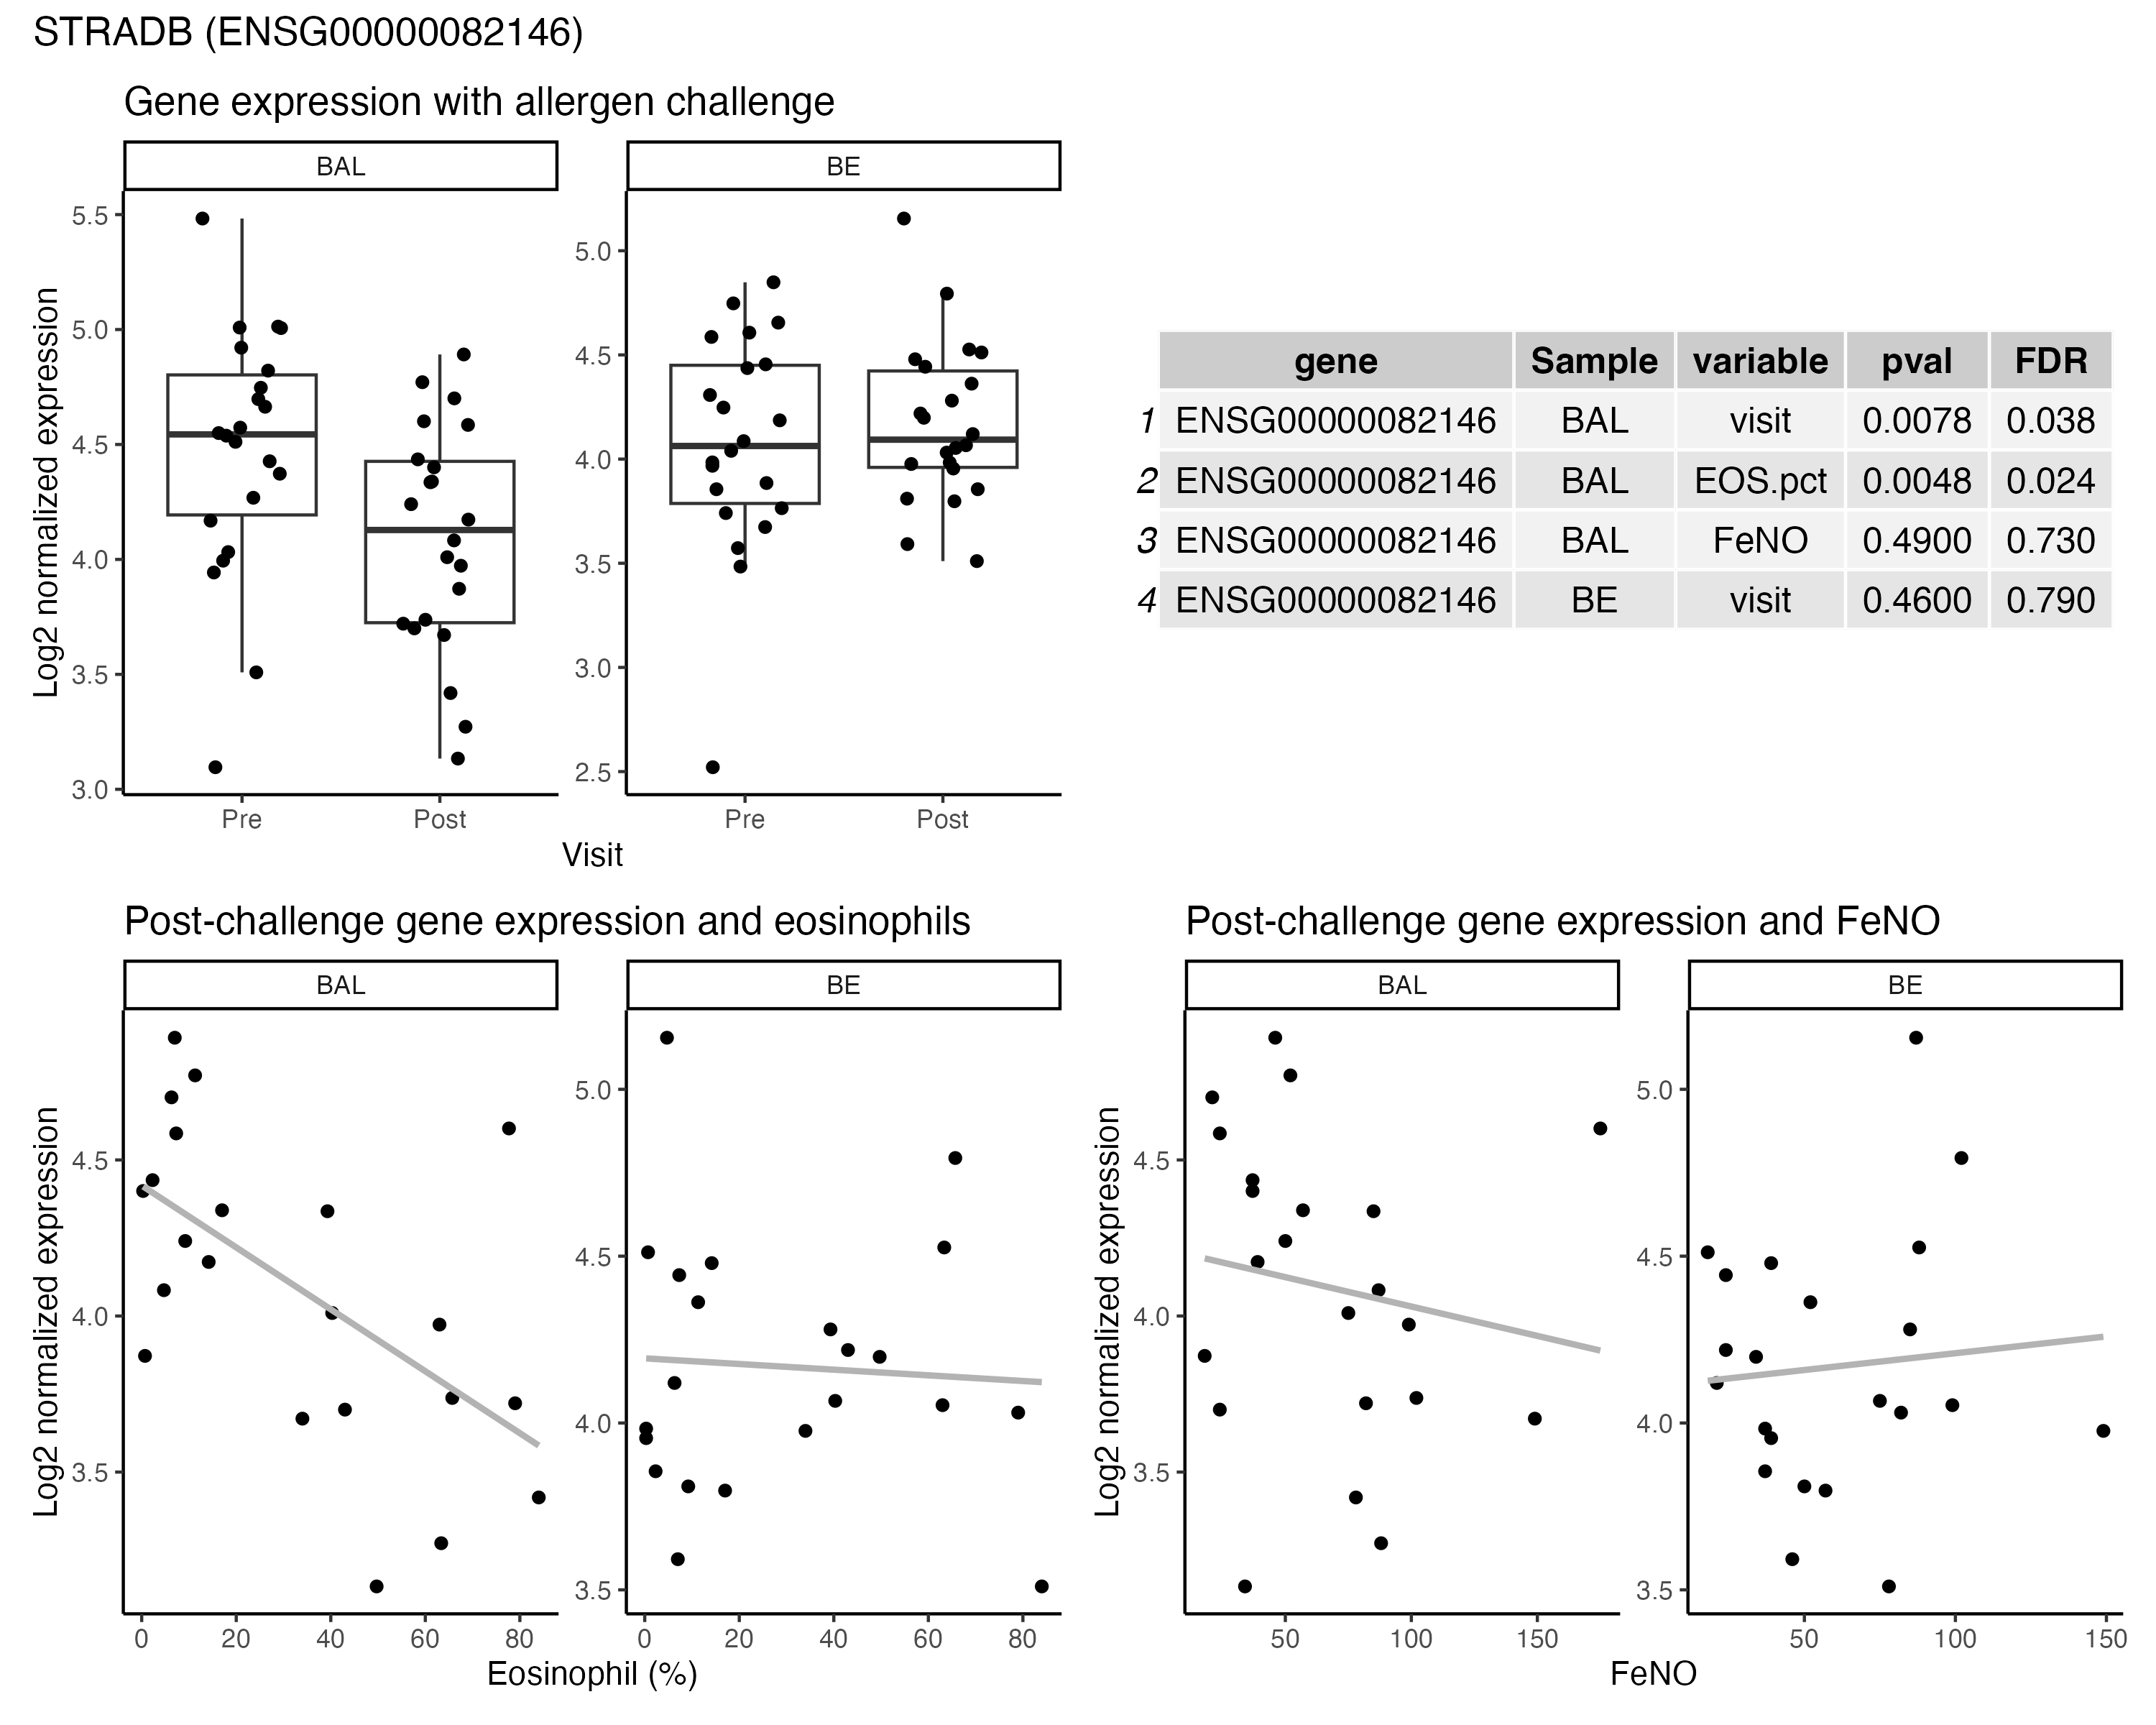 STRADB (ENSG00000082146)
Gene expression with allergen challenge
BAL
BE
Log2 normalized expression
5.5
5.0
4.5
4.0
3.5
3.0
5.0
4.5
4.0
3.5
3.0
2.5
Pre
Post
Pre
Post
Visit
gene Sample variable pval FDR
1 ENSG00000082146 BAL visit 0.0078 0.038
2 ENSG00000082146 BAL EOS.pct 0.0048 0.024
3 ENSG00000082146 BAL FeNO 0.4900 0.730
4 ENSG00000082146 BE visit 0.4600 0.790
Post-challenge gene expression and eosinophils
BAL
BE
Log2 normalized expression
4.5
4.0
3.5
5.0
4.5
4.0
3.5
0 20 40 60 80
0 20 40 60 80
Eosinophil (%)
Post-challenge gene expression and FeNO
BAL
BE
Log2 normalized expression
4.5
4.0
3.5
5.0
4.5
4.0
3.5
50 100 150
50 100 150
FeNO